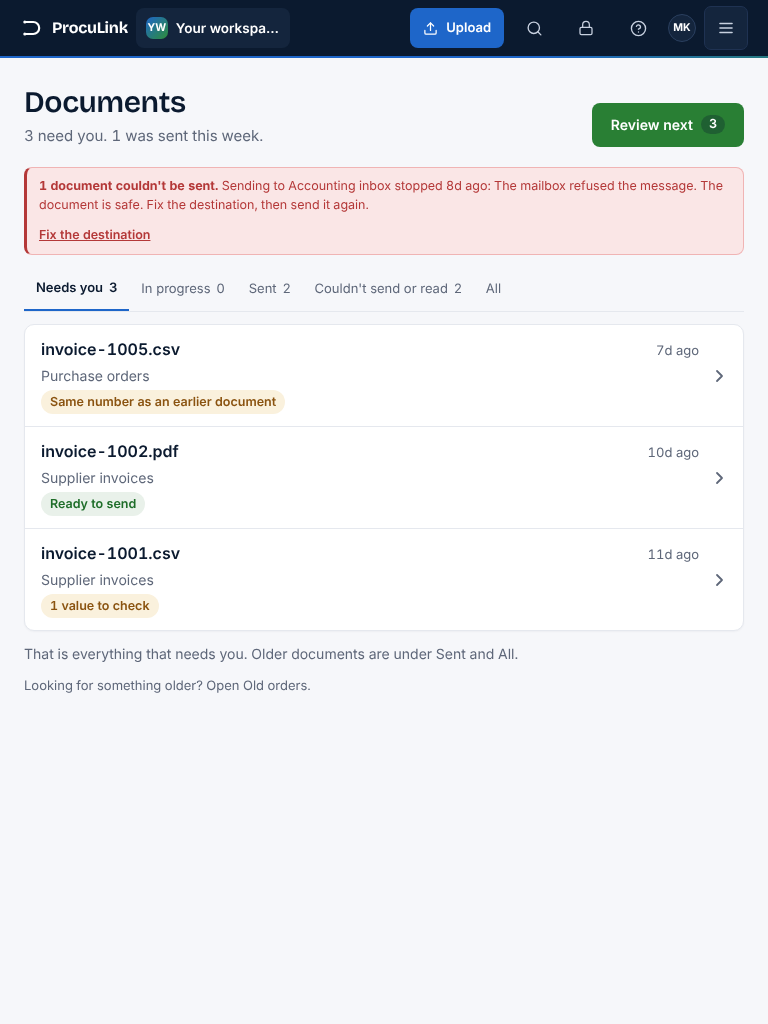 ProcuLink
YW
Your workspa...
Upload
MK
Documents
3 need you. 1 was sent this week.
Review next 3
1 document couldn't be sent. Sending to Accounting inbox stopped 8d ago: The mailbox refused the message. The
document is safe. Fix the destination, then send it again.
Fix the destination
Needs you 3
In progress 0
Sent 2
Couldn't send or read 2
All
invoice-1005.csv
7d ago
Purchase orders
Same number as an earlier document
invoice-1002.pdf
10d ago
Supplier invoices
Ready to send
invoice-1001.csv
11d ago
Supplier invoices
1 value to check
That is everything that needs you. Older documents are under Sent and All.
Looking for something older? Open Old orders.